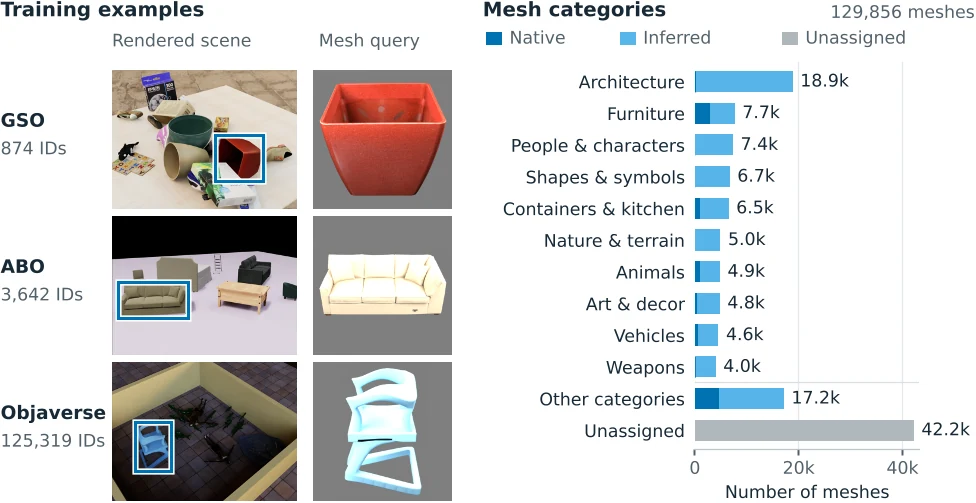 Training examples
Rendered scene
Mesh query
GSO
874 IDs
ABO
3,642 IDs
Objaverse
125,319 IDs
Mesh categories
129,856 meshes
Native
Inferred
Unassigned
Architecture 18.9k
Furniture 7.7k
People & characters 7.4k
Shapes & symbols 6.7k
Containers & kitchen 6.5k
Nature & terrain 5.0k
Animals 4.9k
Art & decor 4.8k
Vehicles 4.6k
Weapons 4.0k
Other categories 17.2k
Unassigned 42.2k
0 20k 40k
Number of meshes